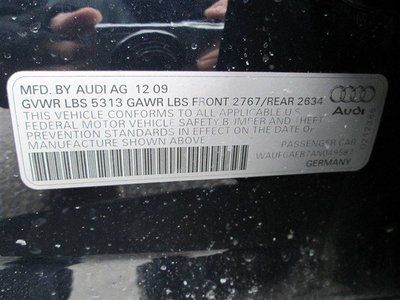 MFD. BY AUDI AG 12 09
GVWR LBS 5313 GAWR LBS FRONT 2767/REAR 2634
THIS VEHICLE CONFORMS TO ALL APPLICABLE U.S.
FEDERAL MOTOR VEHICLE SAFETY BUMPER AND THEFT
PREVENTION STANDARDS IN EFFECT ON THE DATE OF
MANUFACTURE SHOWN ABOVE
Audi
PASSENGER CAR
GERMANY